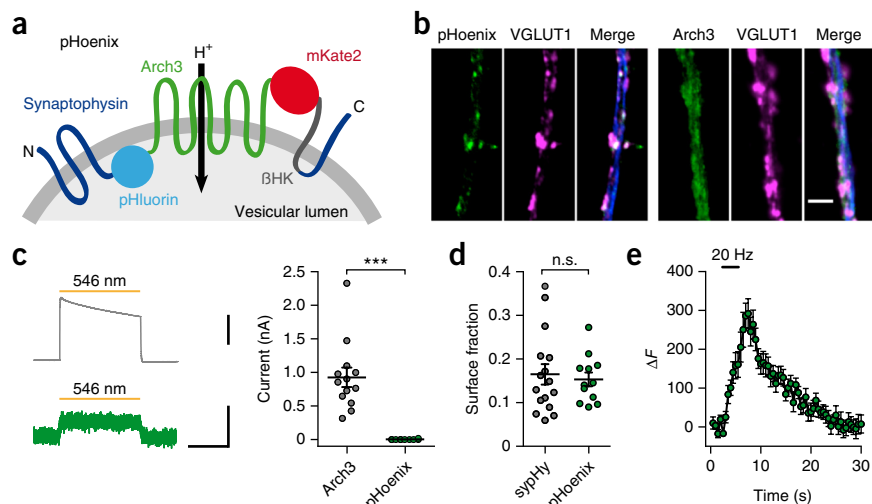 a
pHoenix
H+
Arch3
mKate2
Synaptophysin
C
N
ßHK
pHluorin
Vesicular lumen
b
pHoenix VGLUT1 Merge
Arch3 VGLUT1 Merge
c
546 nm
546 nm
Current (nA)
2.5
2.0
1.5
1.0
0.5
0
***
Arch3
pHoenix
d
n.s.
Surface fraction
0.4
0.3
0.2
0.1
0
sypHy
pHoenix
e
20 Hz
ΔF
400
300
200
100
0
0 10 20 30
Time (s)